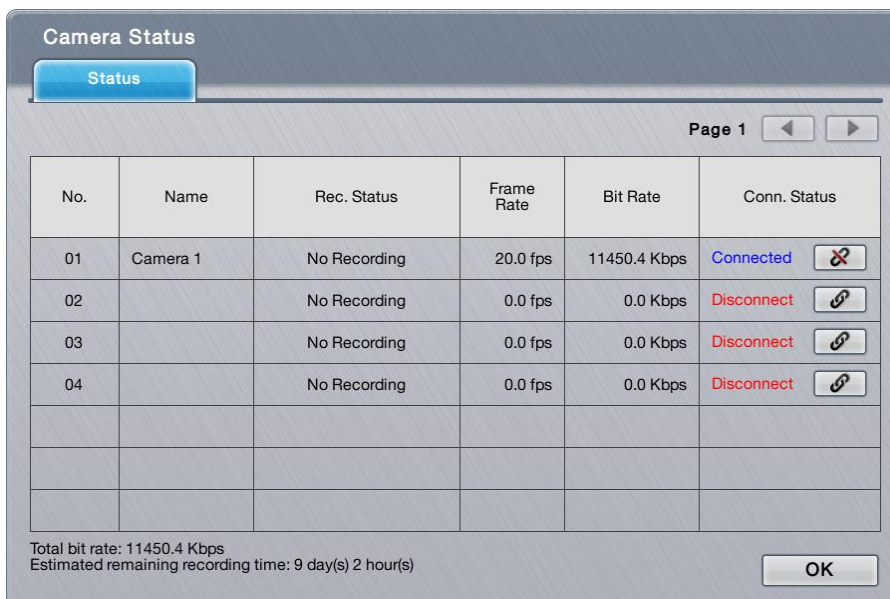 Camera Status
Status
Page 1
No. Name Rec. Status Frame Rate Bit Rate Conn. Status
01 Camera 1 No Recording 20.0 fps 11450.4 Kbps Connected
02 No Recording 0.0 fps 0.0 Kbps Disconnect
03 No Recording 0.0 fps 0.0 Kbps Disconnect
04 No Recording 0.0 fps 0.0 Kbps Disconnect
Total bit rate: 11450.4 Kbps
Estimated remaining recording time: 9 day(s) 2 hour(s)
OK